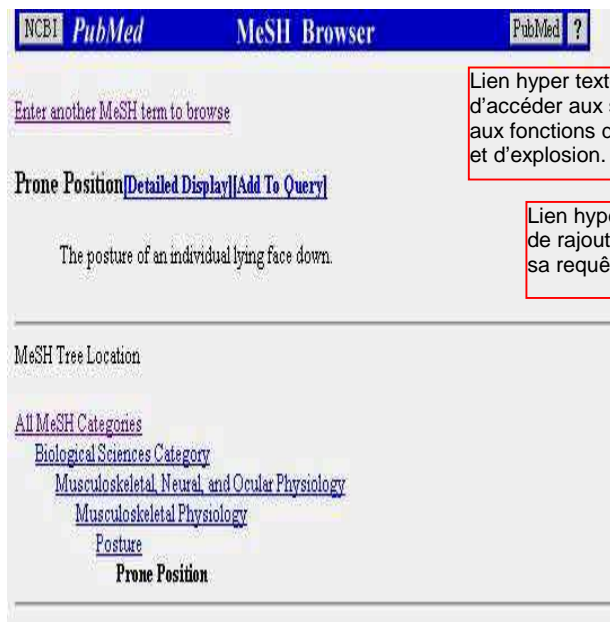 NCBI PubMed MeSH Browser PubMed ?
Lien hyper text
d'accéder aux
aux fonctions
et d'explosion.
Enter another MeSH term to browse
Prone Position[Detailed Display][Add To Query]
Lien hype
de rajout
sa requê
The posture of an individual lying face down.
MeSH Tree Location
All MeSH Categories
Biological Sciences Category
Musculoskeletal, Neural, and Ocular Physiology
Musculoskeletal Physiology
Posture
Prone Position